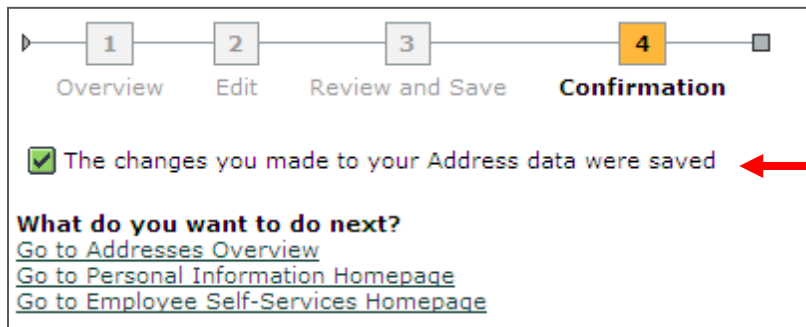 1 2 3 4
Overview Edit Review and Save Confirmation
The changes you made to your Address data were saved
What do you want to do next?
Go to Addresses Overview
Go to Personal Information Homepage
Go to Employee Self-Services Homepage